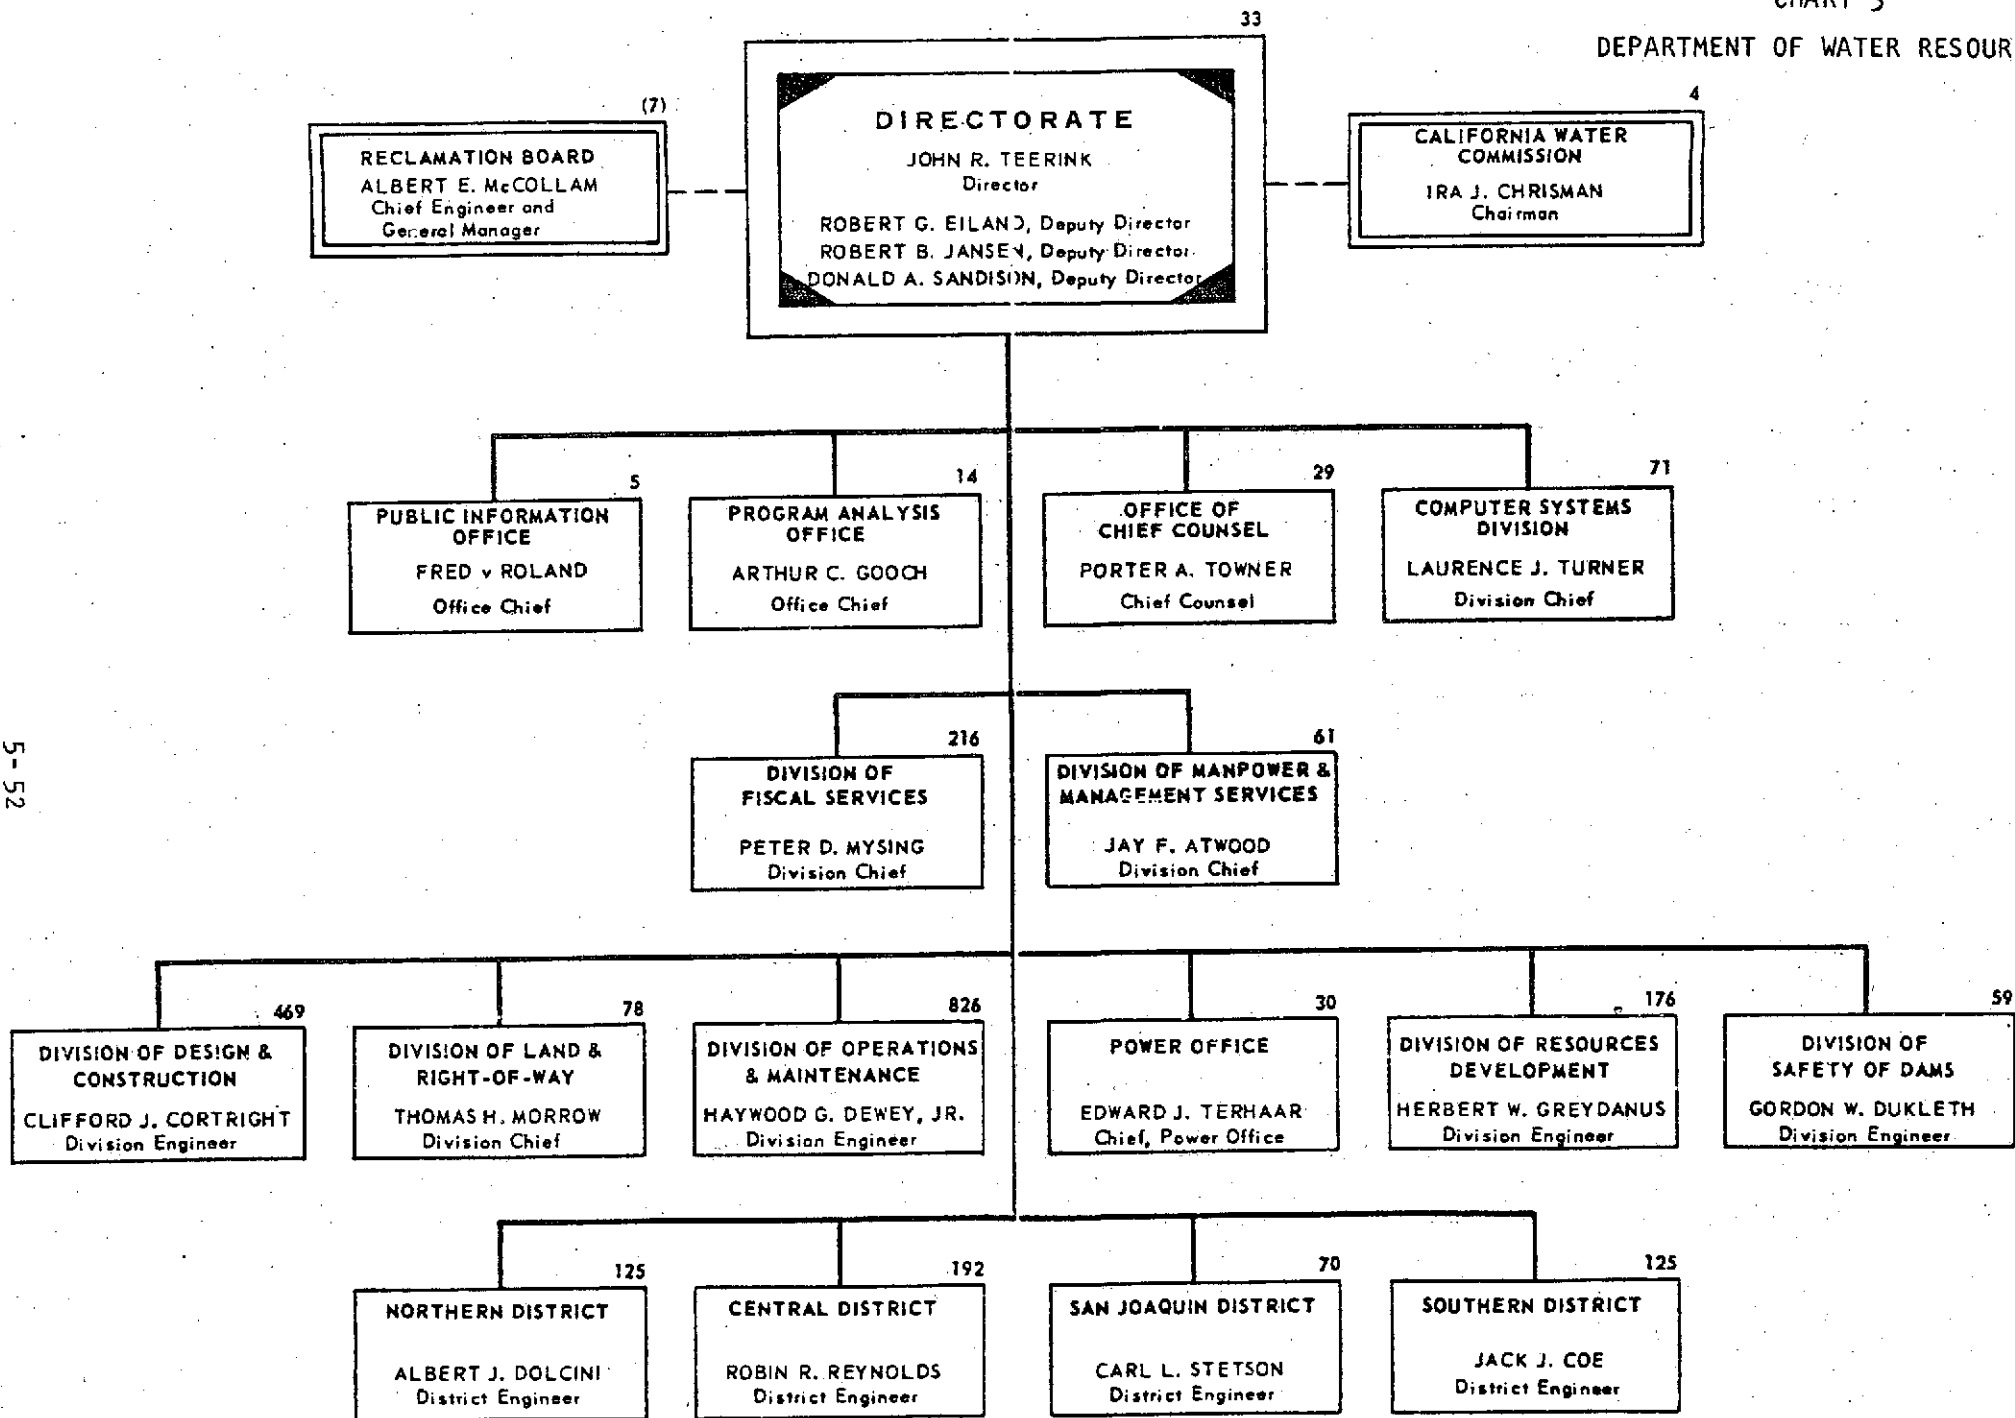 CHART 5
DEPARTMENT OF WATER RESOUR
33
DIRECTORATE
JOHN R. TEERINK
Director
ROBERT G. EILAND, Deputy Director
ROBERT B. JANSEN, Deputy Director
DONALD A. SANDISON, Deputy Director
(7)
RECLAMATION BOARD
ALBERT E. McCOLLAM
Chief Engineer and
General Manager
4
CALIFORNIA WATER
COMMISSION
IRA J. CHRISMAN
Chairman
5
PUBLIC INFORMATION
OFFICE
FRED v ROLAND
Office Chief
14
PROGRAM ANALYSIS
OFFICE
ARTHUR C. GOOCH
Office Chief
29
OFFICE OF
CHIEF COUNSEL
PORTER A. TOWNER
Chief Counsel
71
COMPUTER SYSTEMS
DIVISION
LAURENCE J. TURNER
Division Chief
216
DIVISION OF
FISCAL SERVICES
PETER D. MYSING
Division Chief
61
DIVISION OF MANPOWER &
MANAGEMENT SERVICES
JAY F. ATWOOD
Division Chief
5-52
469
DIVISION OF DESIGN &
CONSTRUCTION
CLIFFORD J. CORTRIGHT
Division Engineer
78
DIVISION OF LAND &
RIGHT-OF-WAY
THOMAS H. MORROW
Division Chief
826
DIVISION OF OPERATIONS
& MAINTENANCE
HAYWOOD G. DEWEY, JR.
Division Engineer
30
POWER OFFICE
EDWARD J. TERHAAR
Chief, Power Office
176
DIVISION OF RESOURCES
DEVELOPMENT
HERBERT W. GREYDANUS
Division Engineer
59
DIVISION OF
SAFETY OF DAMS
GORDON W. DUKLETH
Division Engineer
125
NORTHERN DISTRICT
ALBERT J. DOLCINI
District Engineer
192
CENTRAL DISTRICT
ROBIN R. REYNOLDS
District Engineer
70
SAN JOAQUIN DISTRICT
CARL L. STETSON
District Engineer
125
SOUTHERN DISTRICT
JACK J. COE
District Engineer